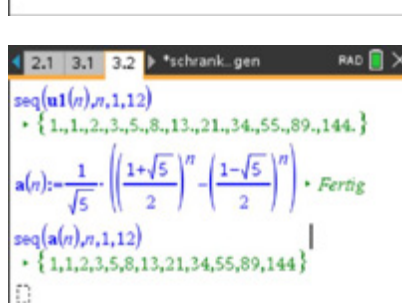 2.1 3.1 3.2 *schrank…gen RAD
seq(u1(n),n,1,12)
▸ {1.,1.,2.,3.,5.,8.,13.,21.,34.,55.,89.,144.}
a(n):=1/√5·(((1+√5)/2)^n−((1−√5)/2)^n) ▸ Fertig
seq(a(n),n,1,12)
▸ {1,1,2,3,5,8,13,21,34,55,89,144}